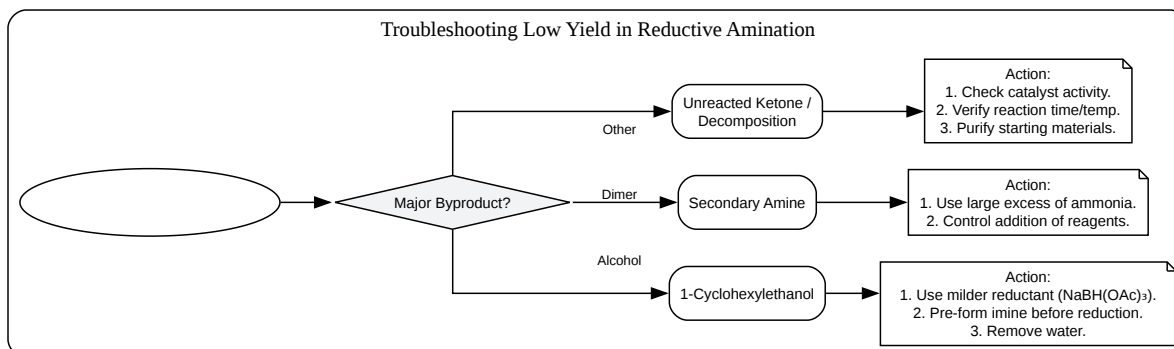 Troubleshooting Low Yield in Reductive Amination
Major Byproduct?
Other
Unreacted Ketone /
Decomposition
Action:
1. Check catalyst activity.
2. Verify reaction time/temp.
3. Purify starting materials.
Dimer
Secondary Amine
Action:
1. Use large excess of ammonia.
2. Control addition of reagents.
Alcohol
1-Cyclohexylethanol
Action:
1. Use milder reductant (NaBH(OAc)₃).
2. Pre-form imine before reduction.
3. Remove water.